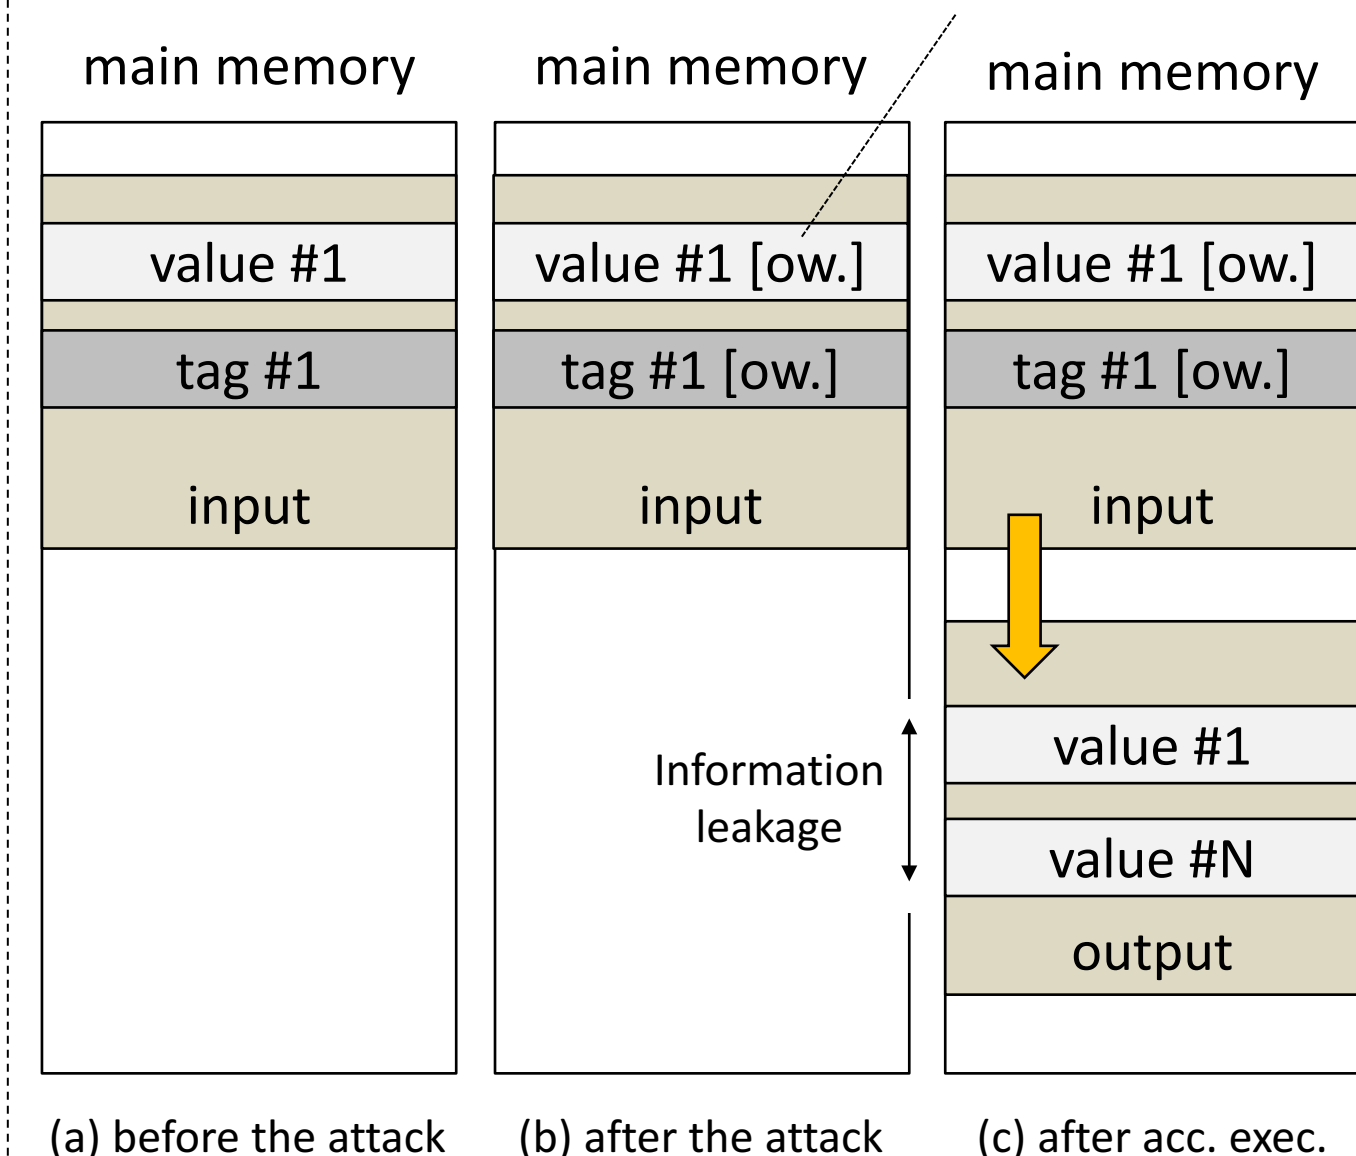 main memory
value #1
tag #1
input
(a) before the attack
main memory
value #1 [ow.]
tag #1 [ow.]
input
Information
leakage
(b) after the attack
main memory
value #1 [ow.]
tag #1 [ow.]
input
value #1
value #N
output
(c) after acc. exec.